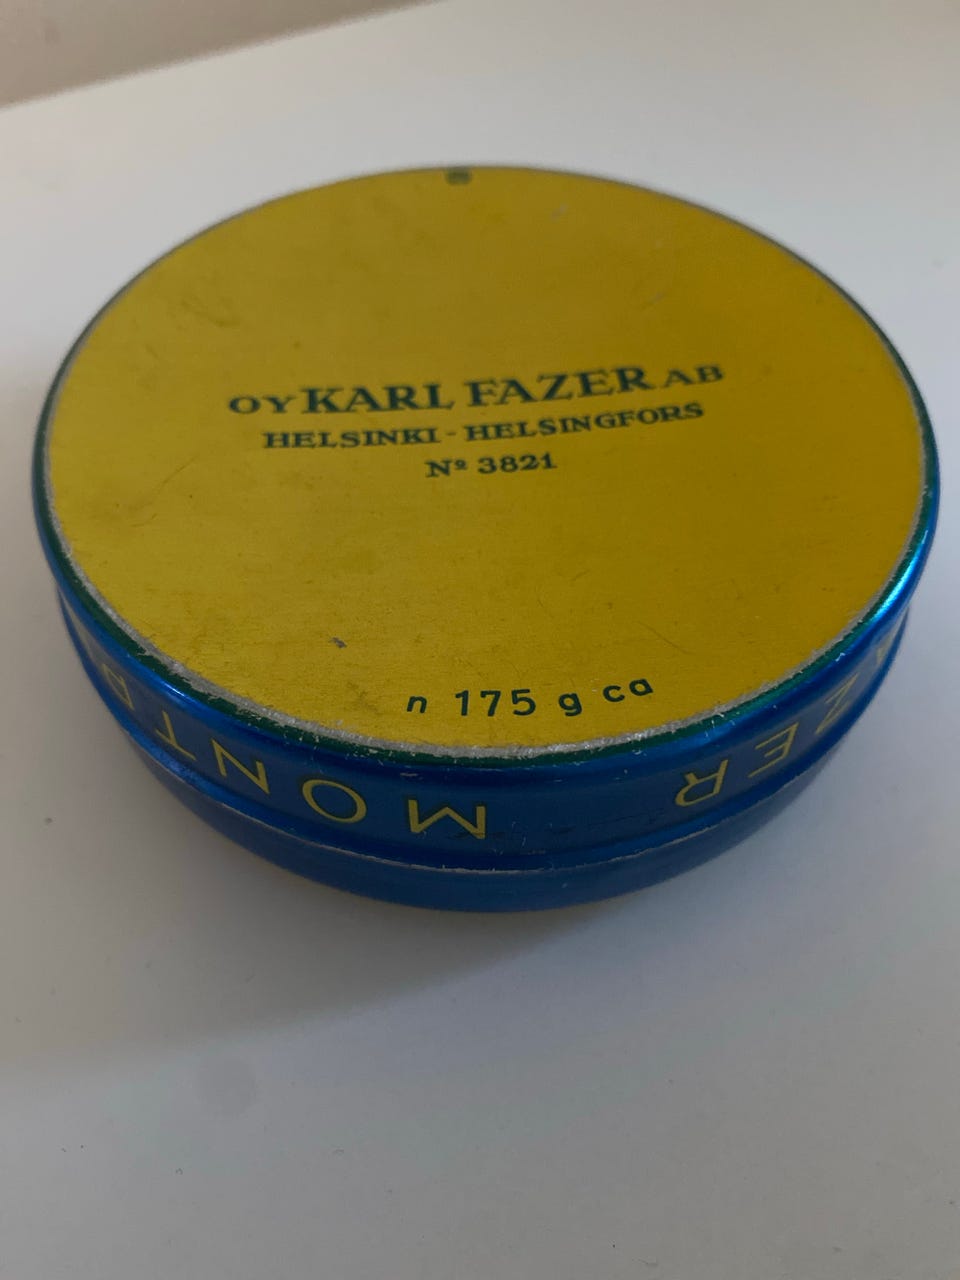 OY KARL FAZER AB
HELSINKI - HELSINGFORS
Nº 3821
n 175 g ca
MONT
ZER